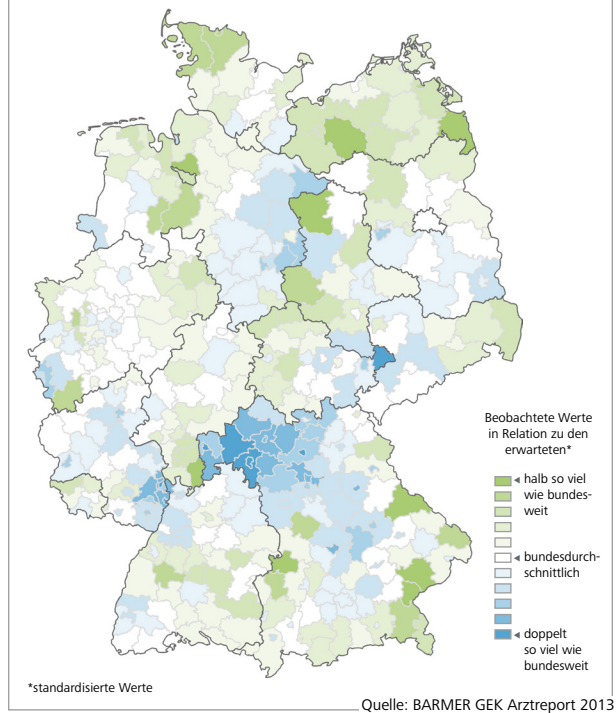 Beobachtete Werte
in Relation zu den
erwarteten*
halb so viel
wie bundes-
weit
bundesdurch-
schnittlich
doppelt
so viel wie
bundesweit
*standardisierte Werte
Quelle: BARMER GEK Arztreport 2013